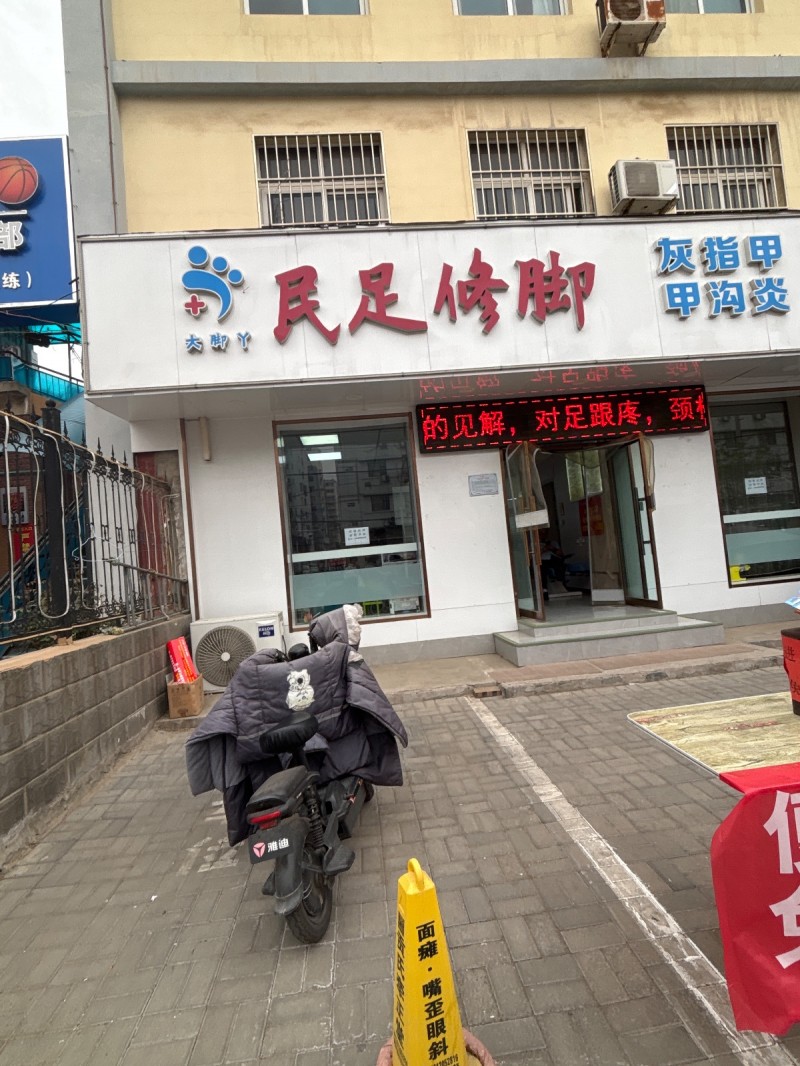 部
练）
大脚丫
民足修脚
灰指甲
甲沟炎
的见解，对足跟疼，颈
雅迪
面瘫·嘴歪眼斜